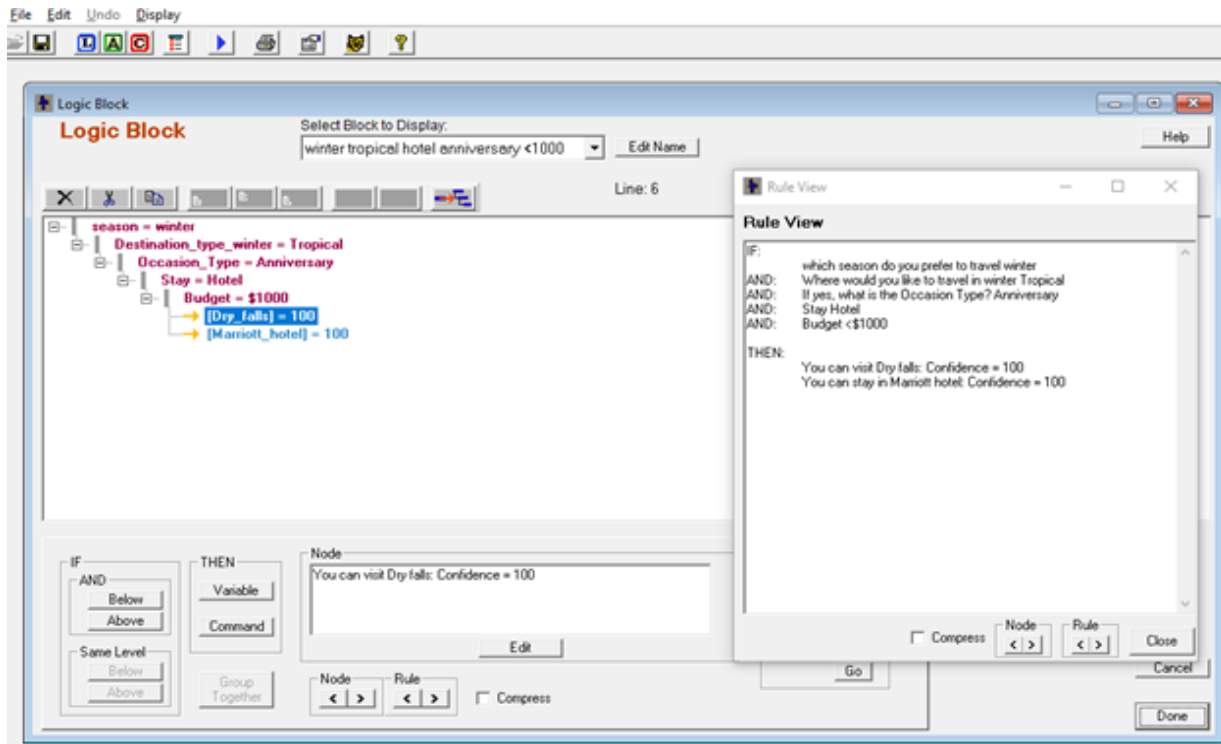 File Edit Undo Display
L A C ?
Logic Block
Logic Block
Select Block to Display:
winter tropical hotel anniversary <1000
Edit Name
Help
Line: 6
season = winter
Destination_type_winter = Tropical
Occasion_Type = Anniversary
Stay = Hotel
Budget = $1000
[Dry_falls] = 100
[Marriott_hotel] = 100
Rule View
Rule View
IF:
which season do you prefer to travel winter
AND: Where would you like to travel in winter Tropical
AND: If yes, what is the Occasion Type? Anniversary
AND: Stay Hotel
AND: Budget <$1000
THEN:
You can visit Dry falls: Confidence = 100
You can stay in Marriott hotel: Confidence = 100
Compress
Node
< >
Rule
< >
Close
IF
AND
Below
Above
Same Level
Below
Above
THEN
Variable
Command
Group
Together
Node
You can visit Dry falls: Confidence = 100
Edit
Node
< >
Rule
< >
Compress
Go
Cancel
Done